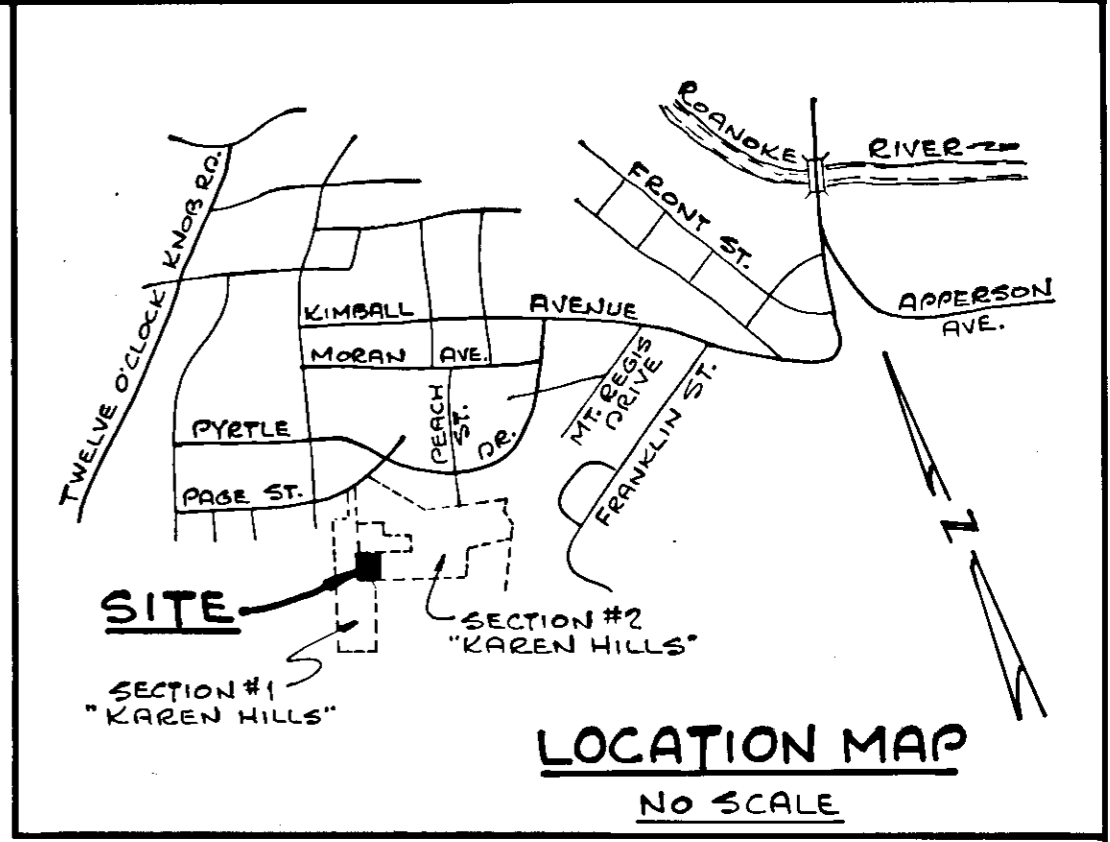 ROANOKE RIVER
FRONT ST.
TWELVE O'CLOCK KNOB RD.
APPERSON
AVE.
KIMBALL AVENUE
MORAN AVE.
MT. REGIS
DRIVE
PEACH
ST.
PYRTLE DR.
FRANKLIN ST.
PAGE ST.
N
SITE
SECTION #2
"KAREN HILLS"
SECTION #1
"KAREN HILLS"
LOCATION MAP
NO SCALE